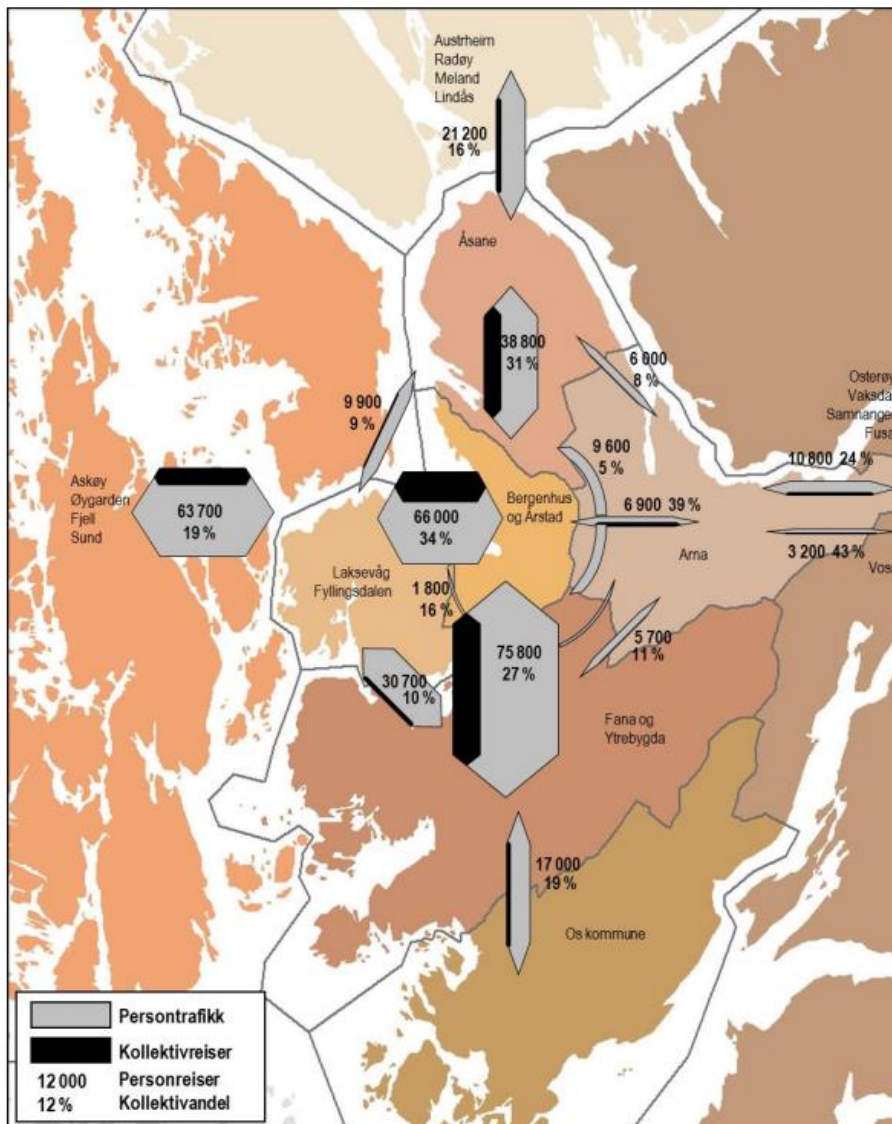 Austrheim
Radøy
Meland
Lindås
21 200
16 %
Åsane
38 800
31 %
6 000
8 %
9 900
9 %
Osterøy
Vaksda
Samnange
Fusa
9 600
5 %
10 800 24 %
Askøy
Øygarden
Fjell
Sund
63 700
19 %
66 000
34 %
Bergenhus
og Årstad
6 900 39 %
3 200 43 %
Voss
Arna
Laksevåg
Fyllingsdalen
1 800
16 %
5 700
11 %
75 800
27 %
30 700
10 %
Fana og
Ytrebygda
17 000
19 %
Os kommune
Persontrafikk
Kollektivreiser
12 000 Personreiser
12 % Kollektivandel